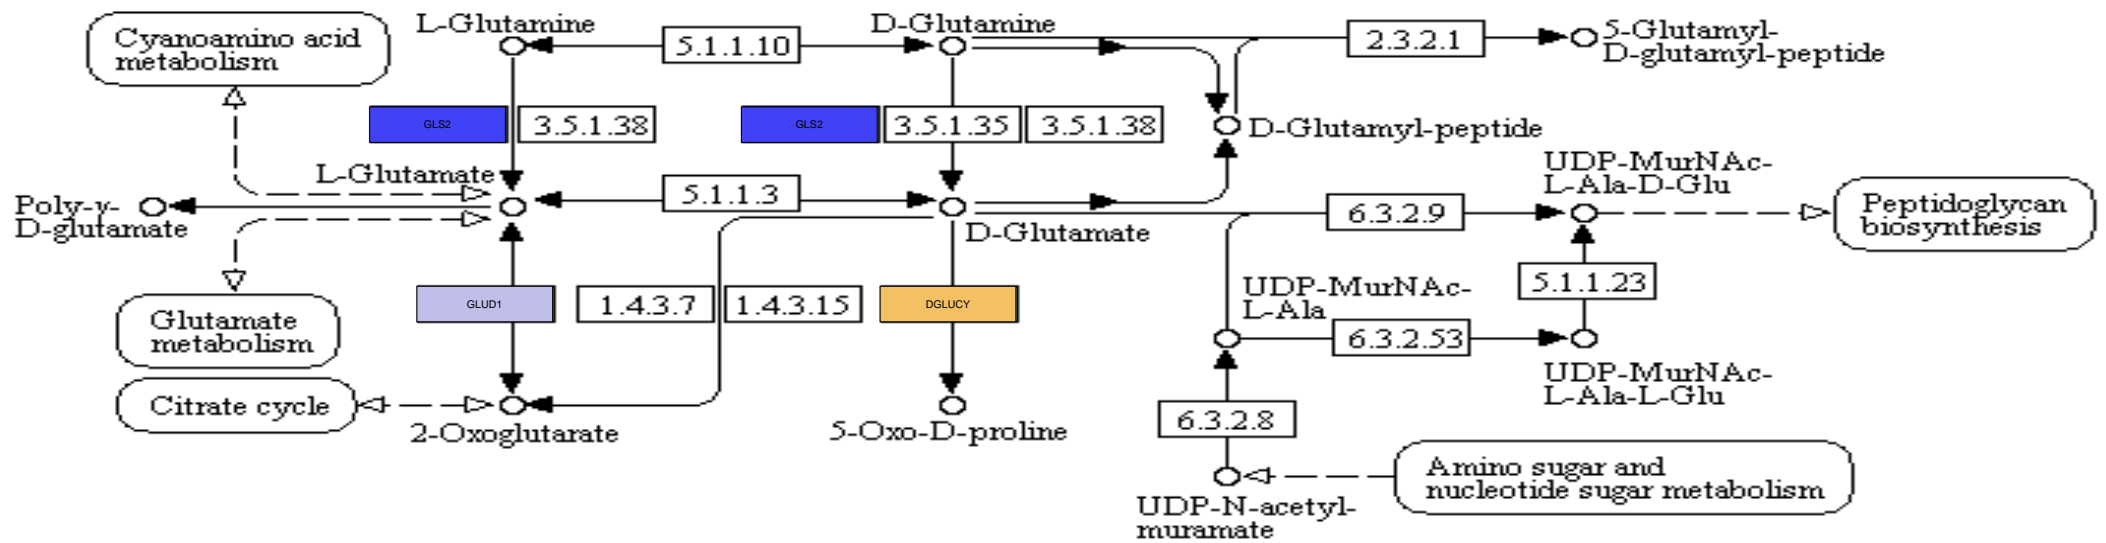 Cyanoamino acid
metabolism
L-Glutamine
5.1.1.10
D-Glutamine
2.3.2.1
5-Glutamyl-
D-glutamyl-peptide
GLS2
3.5.1.38
GLS2
3.5.1.35
3.5.1.38
D-Glutamyl-peptide
L-Glutamate
Poly-γ-
D-glutamate
5.1.1.3
D-Glutamate
6.3.2.9
UDP-MurNAc-
L-Ala-D-Glu
Peptidoglycan
biosynthesis
Glutamate
metabolism
GLUD1
1.4.3.7
1.4.3.15
DGLUCY
UDP-MurNAc-
L-Ala
5.1.1.23
6.3.2.53
UDP-MurNAc-
L-Ala-L-Glu
Citrate cycle
2-Oxoglutarate
5-Oxo-D-proline
6.3.2.8
UDP-N-acetyl-
muramate
Amino sugar and
nucleotide sugar metabolism